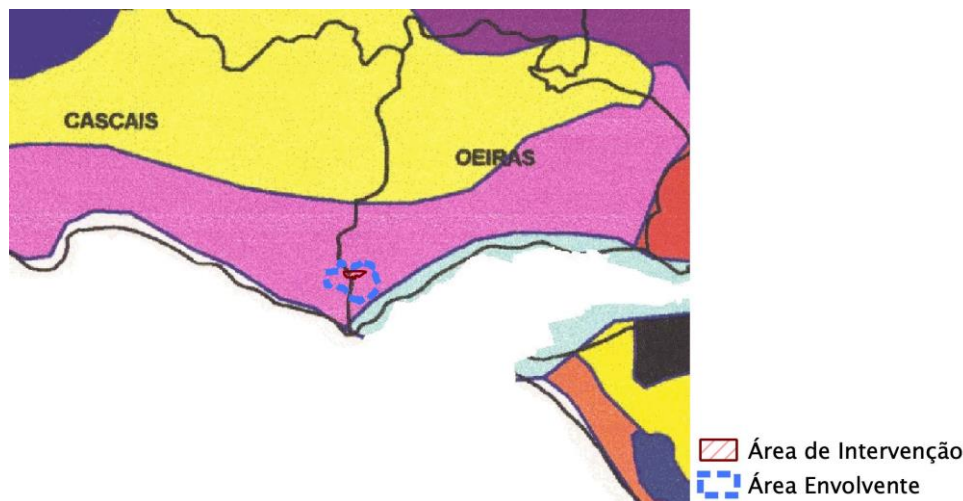 CASCAIS
OEIRAS
Área de Intervenção
Área Envolvente